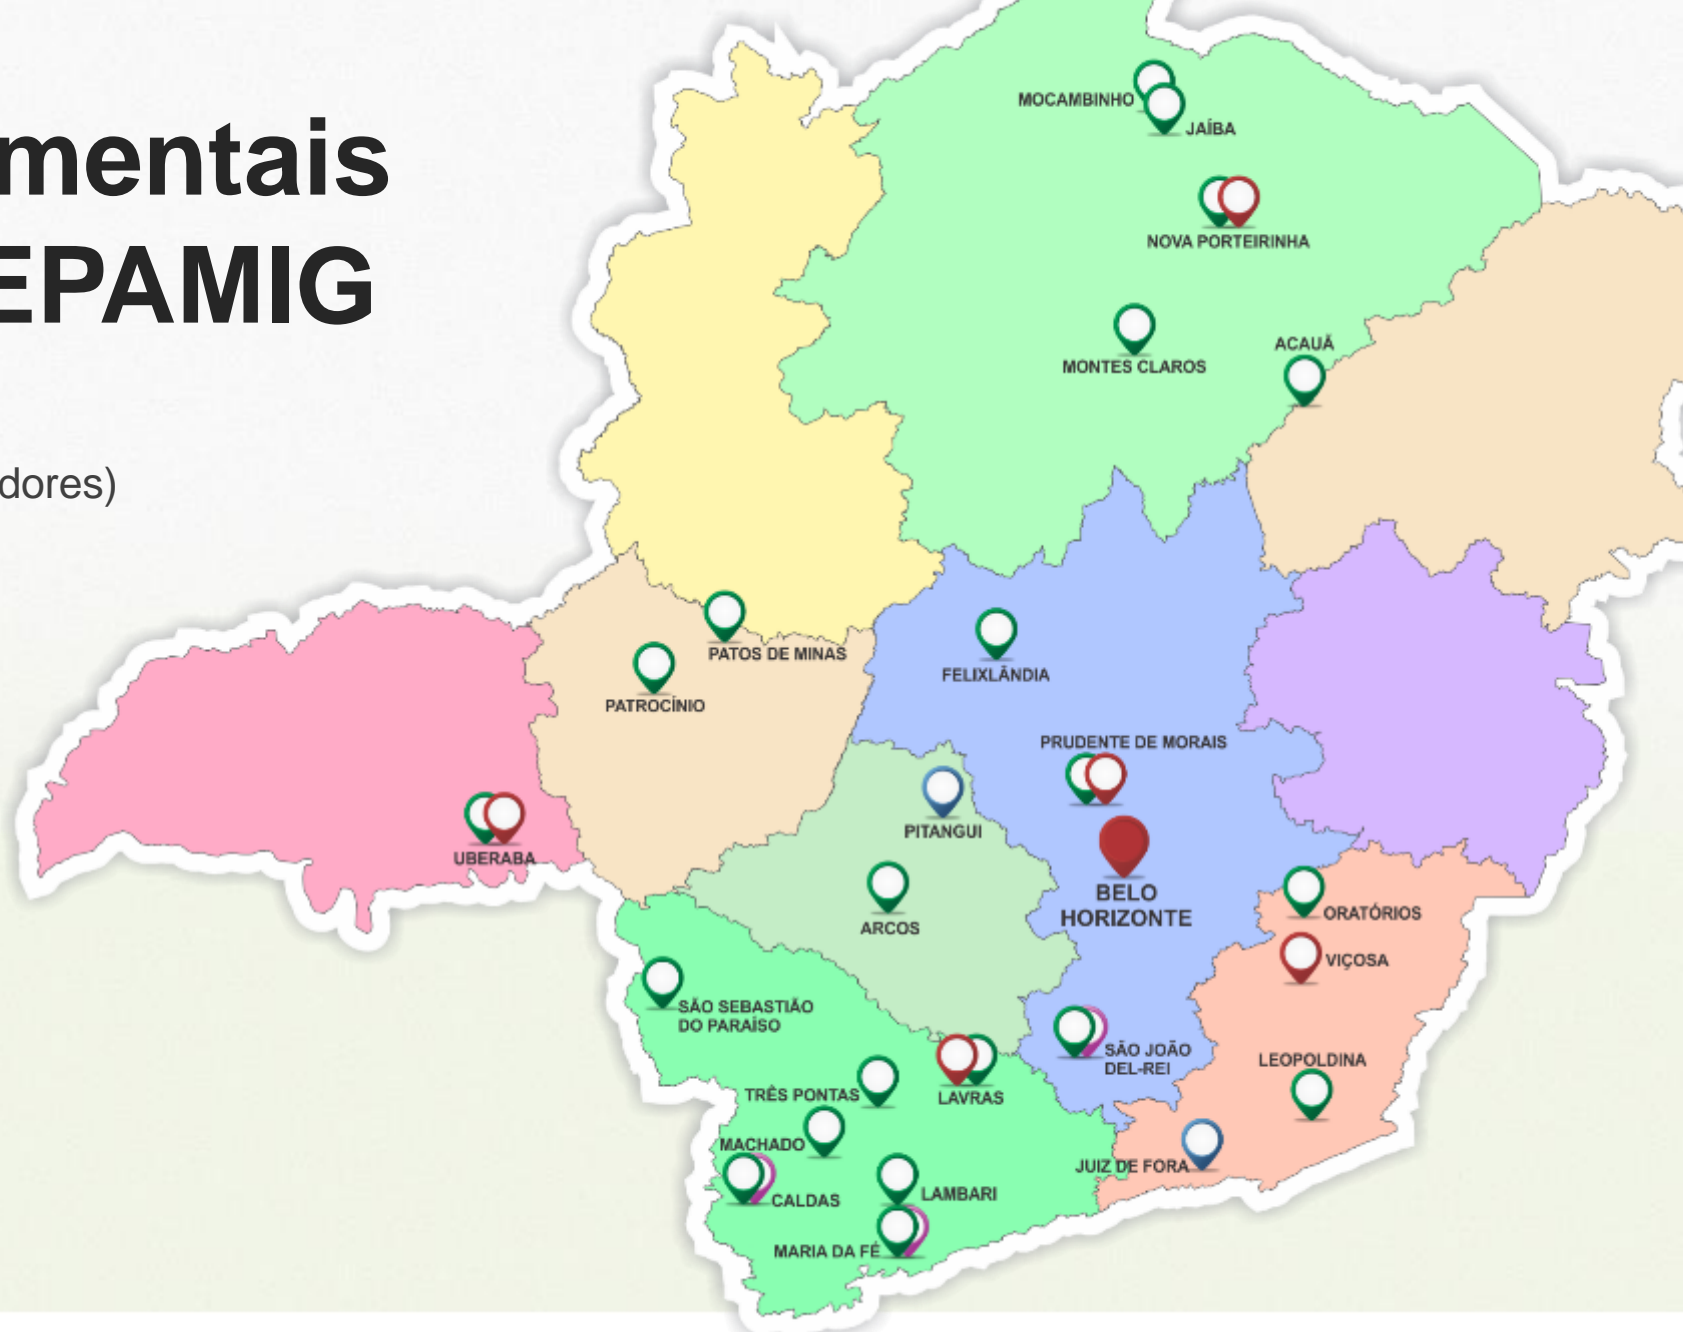 mentais
EPAMIG
dores)
MOCAMBINHO
JAÍBA
NOVA PORTEIRINHA
MONTES CLAROS
ACAUÃ
PATOS DE MINAS
PATROCÍNIO
FELIXLÂNDIA
PRUDENTE DE MORAIS
PITANGUI
UBERABA
BELO
HORIZONTE
ARCOS
ORATÓRIOS
VIÇOSA
SÃO SEBASTIÃO
DO PARAÍSO
SÃO JOÃO
DEL-REI
LEOPOLDINA
TRÊS PONTAS
LAVRAS
MACHADO
JUIZ DE FORA
CALDAS
LAMBARI
MARIA DA FÉ